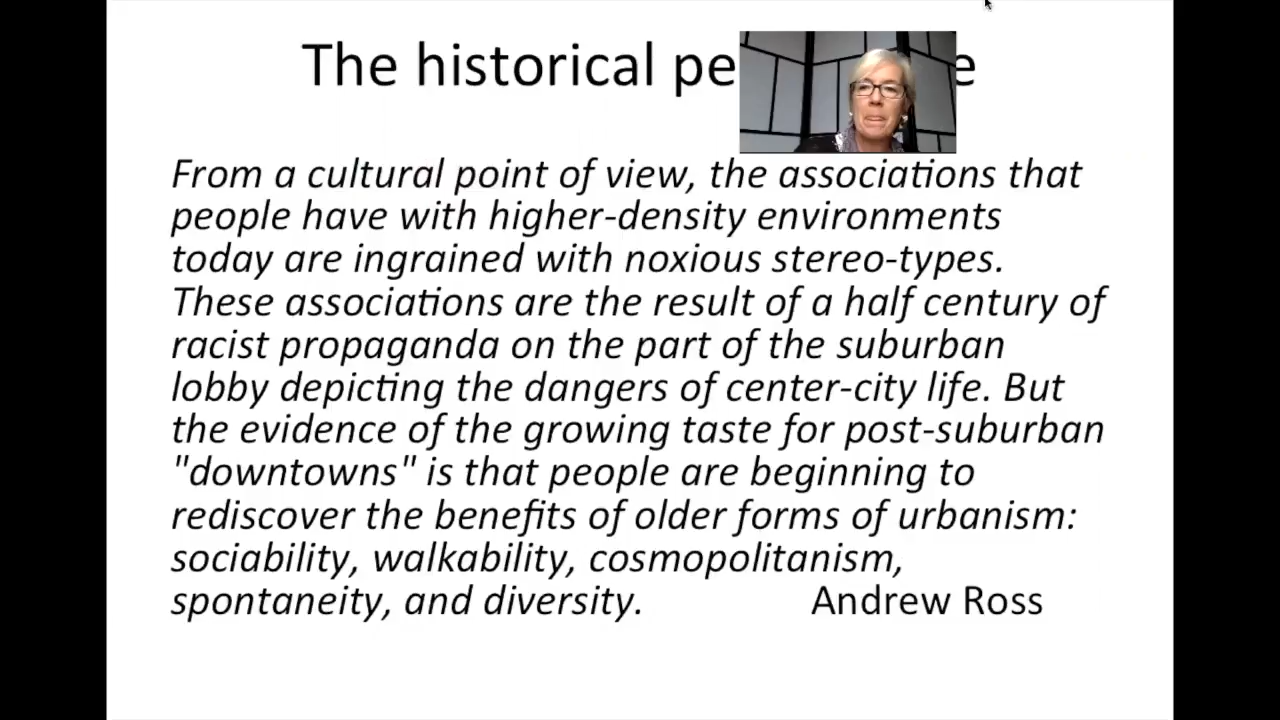 The historical pe e
From a cultural point of view, the associations that
people have with higher-density environments
today are ingrained with noxious stereo-types.
These associations are the result of a half century of
racist propaganda on the part of the suburban
lobby depicting the dangers of center-city life. But
the evidence of the growing taste for post-suburban
"downtowns" is that people are beginning to
rediscover the benefits of older forms of urbanism:
sociability, walkability, cosmopolitanism,
spontaneity, and diversity. Andrew Ross